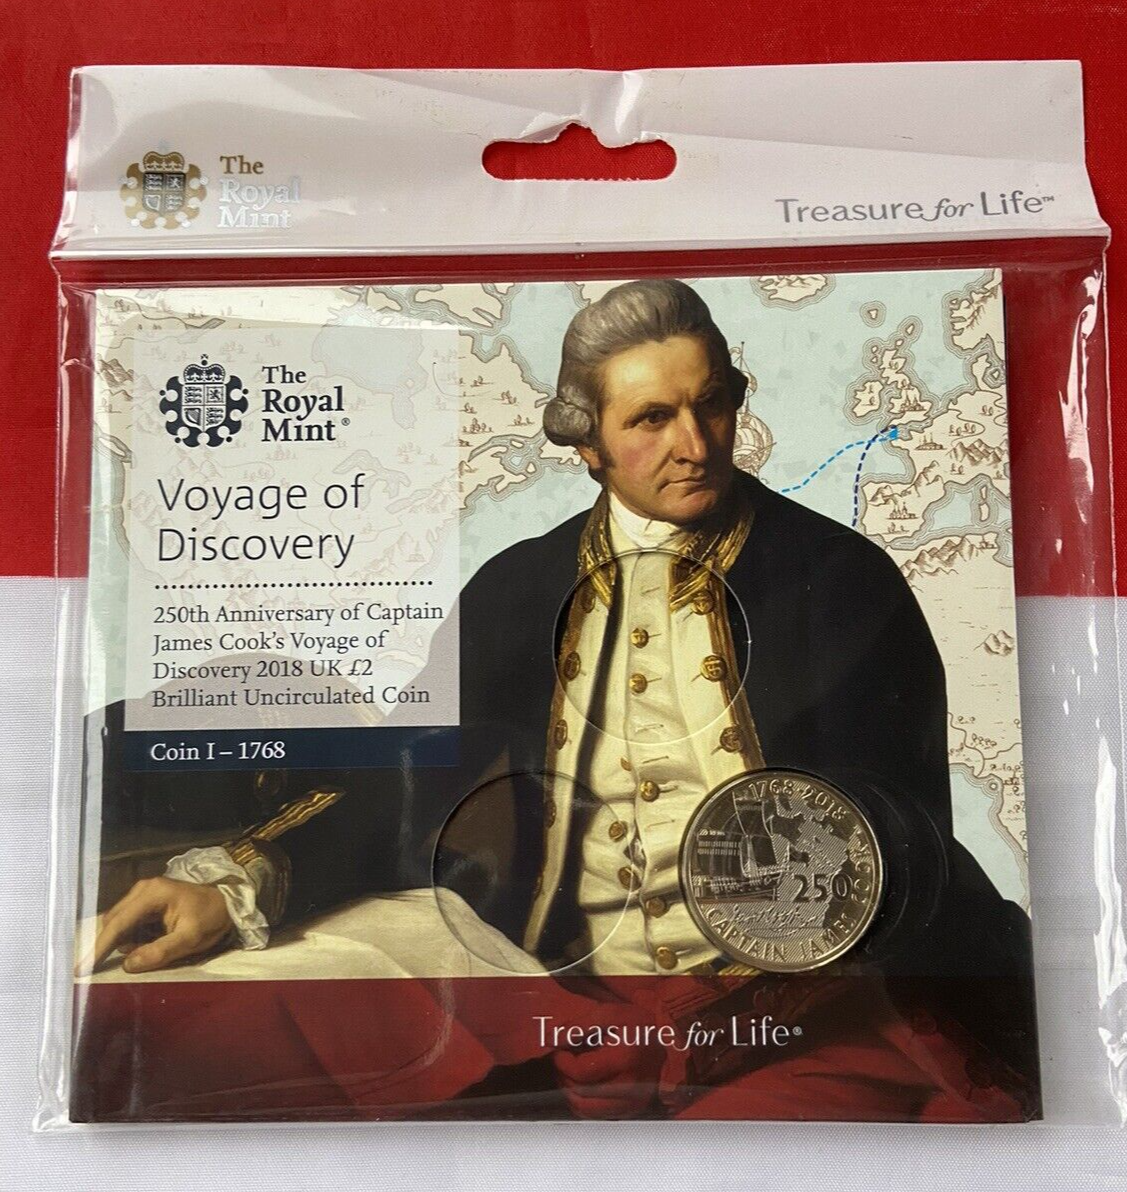 The
Royal
Mint
Treasure for Life™
The
Royal
Mint®
Voyage of
Discovery
250th Anniversary of Captain
James Cook's Voyage of
Discovery 2018 UK £2
Brilliant Uncirculated Coin
Coin I – 1768
1768-2018
250
CAPTAIN JAMES
Treasure for Life®